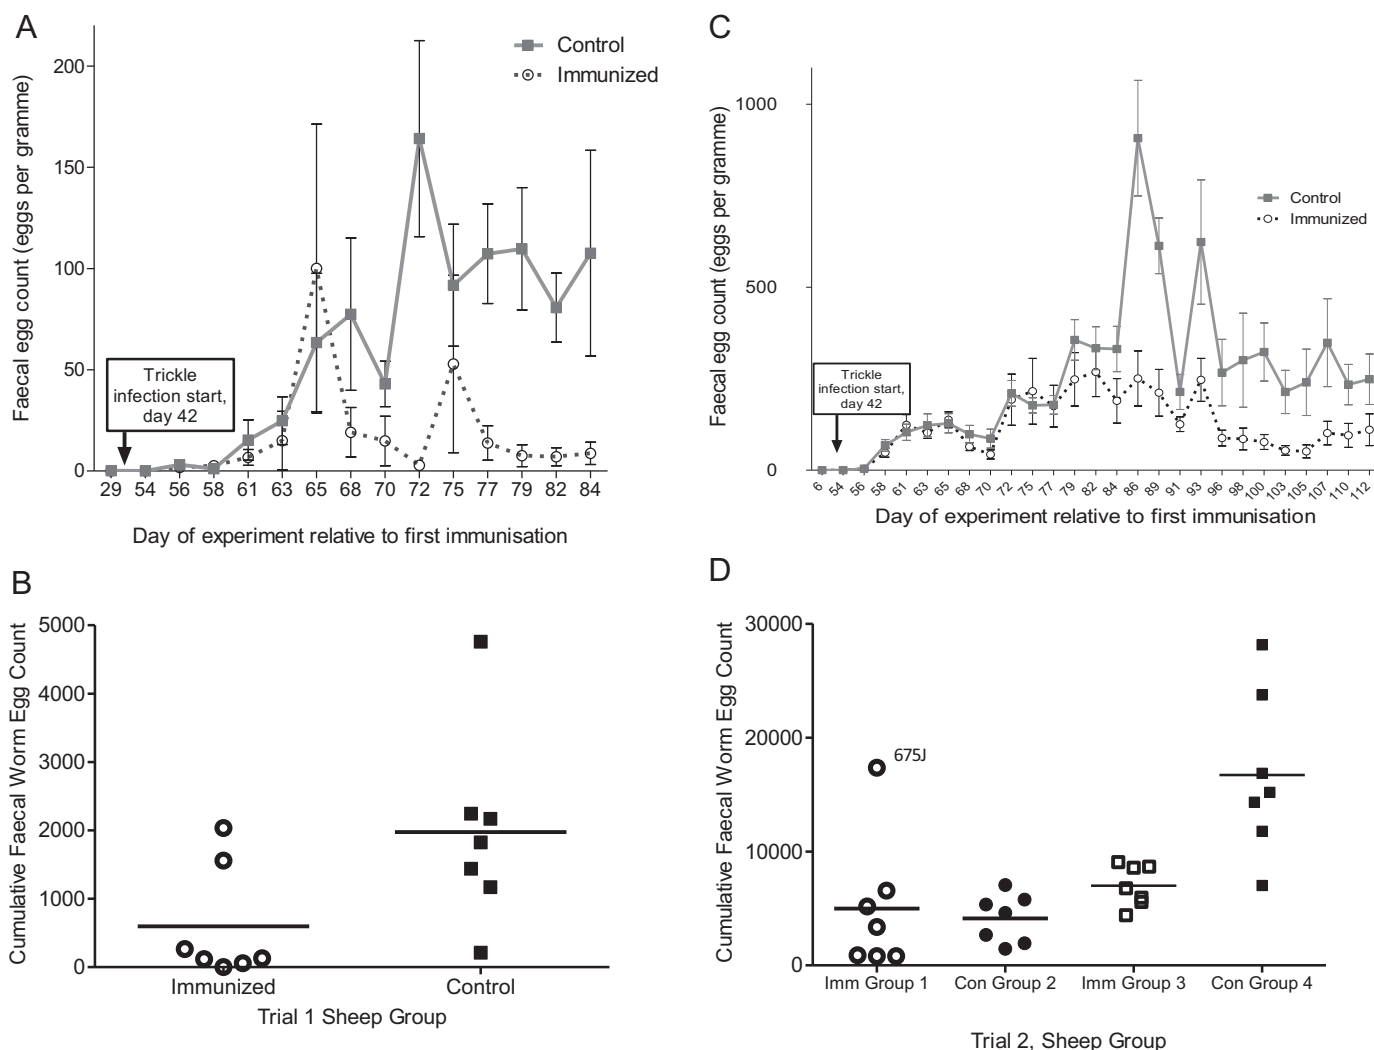 A
Faecal egg count (eggs per gramme)
200
150
100
50
0
Control
Immunized
Trickle
infection start,
day 42
29 54 56 58 61 63 65 68 70 72 75 77 79 82 84
Day of experiment relative to first immunisation
C
Faecal egg count (eggs per gramme)
1000
500
0
Control
Immunized
Trickle
infection start,
day 42
6 54 56 58 61 63 65 68 70 72 75 77 79 82 84 86 89 91 93 96 98 100 103 105 107 110 112
Day of experiment relative to first immunisation
B
Cumulative Faecal Worm Egg Count
5000
4000
3000
2000
1000
0
Immunized Control
Trial 1 Sheep Group
D
Cumulative Faecal Worm Egg Count
30000
20000
10000
0
675J
Imm Group 1 Con Group 2 Imm Group 3 Con Group 4
Trial 2, Sheep Group